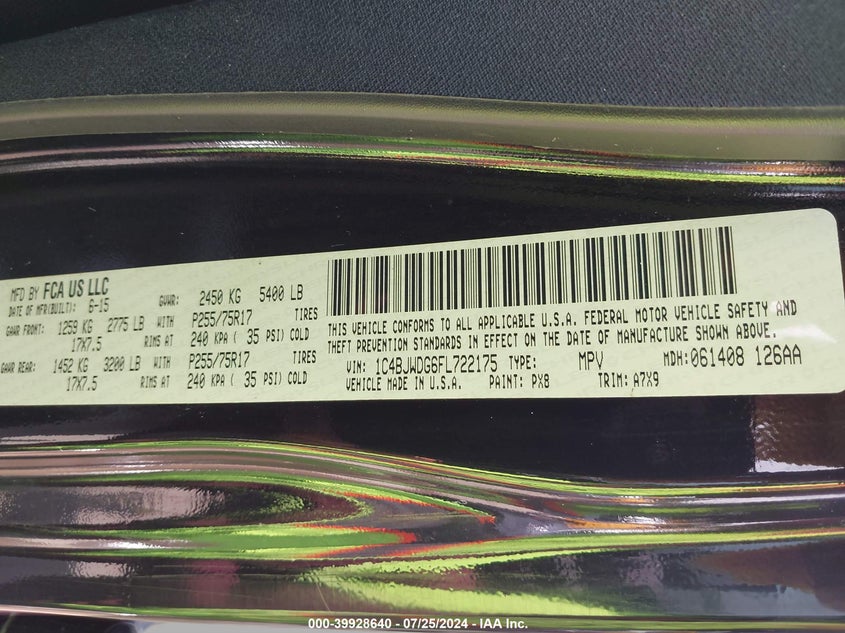 MFD BY FCA US LLC
DATE OF MFR(BUILT): 6-15 GVWR: 2450 KG 5400 LB
GAWR FRONT: 1259 KG 2775 LB WITH P255/75R17 TIRES
17X7.5 RIMS AT 240 KPA ( 35 PSI) COLD
GAWR REAR: 1452 KG 3200 LB WITH P255/75R17 TIRES
17X7.5 RIMS AT 240 KPA ( 35 PSI) COLD
THIS VEHICLE CONFORMS TO ALL APPLICABLE U.S.A. FEDERAL MOTOR VEHICLE SAFETY AND
THEFT PREVENTION STANDARDS IN EFFECT ON THE DATE OF MANUFACTURE SHOWN ABOVE.
VIN: 1C4BJWDG6FL722175 TYPE: MPV MDH: 061408 126AA
VEHICLE MADE IN U.S.A. PAINT: PX8 TRIM: A7X9
000-39928640 - 07/25/2024 - IAA Inc.